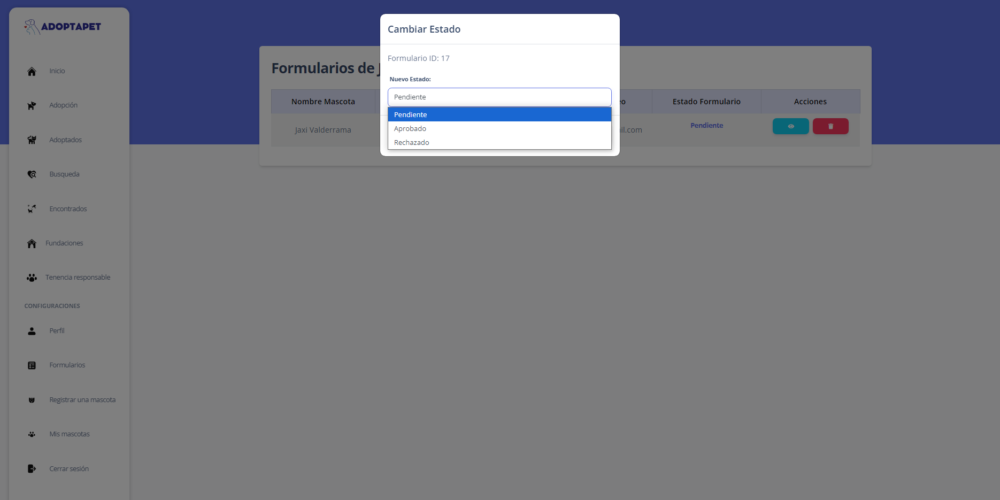 ADOPTAPET
Inicio
Adopción
Adoptados
Busqueda
Encontrados
Fundaciones
Tenencia responsable
CONFIGURACIONES
Perfil
Formularios
Registrar una mascota
Mis mascotas
Cerrar sesión
Formularios de
Nombre Mascota
eo
Estado Formulario
Acciones
Jaxi Valderrama
il.com
Pendiente
Cambiar Estado
Formulario ID: 17
Nuevo Estado:
Pendiente
Pendiente
Aprobado
Rechazado